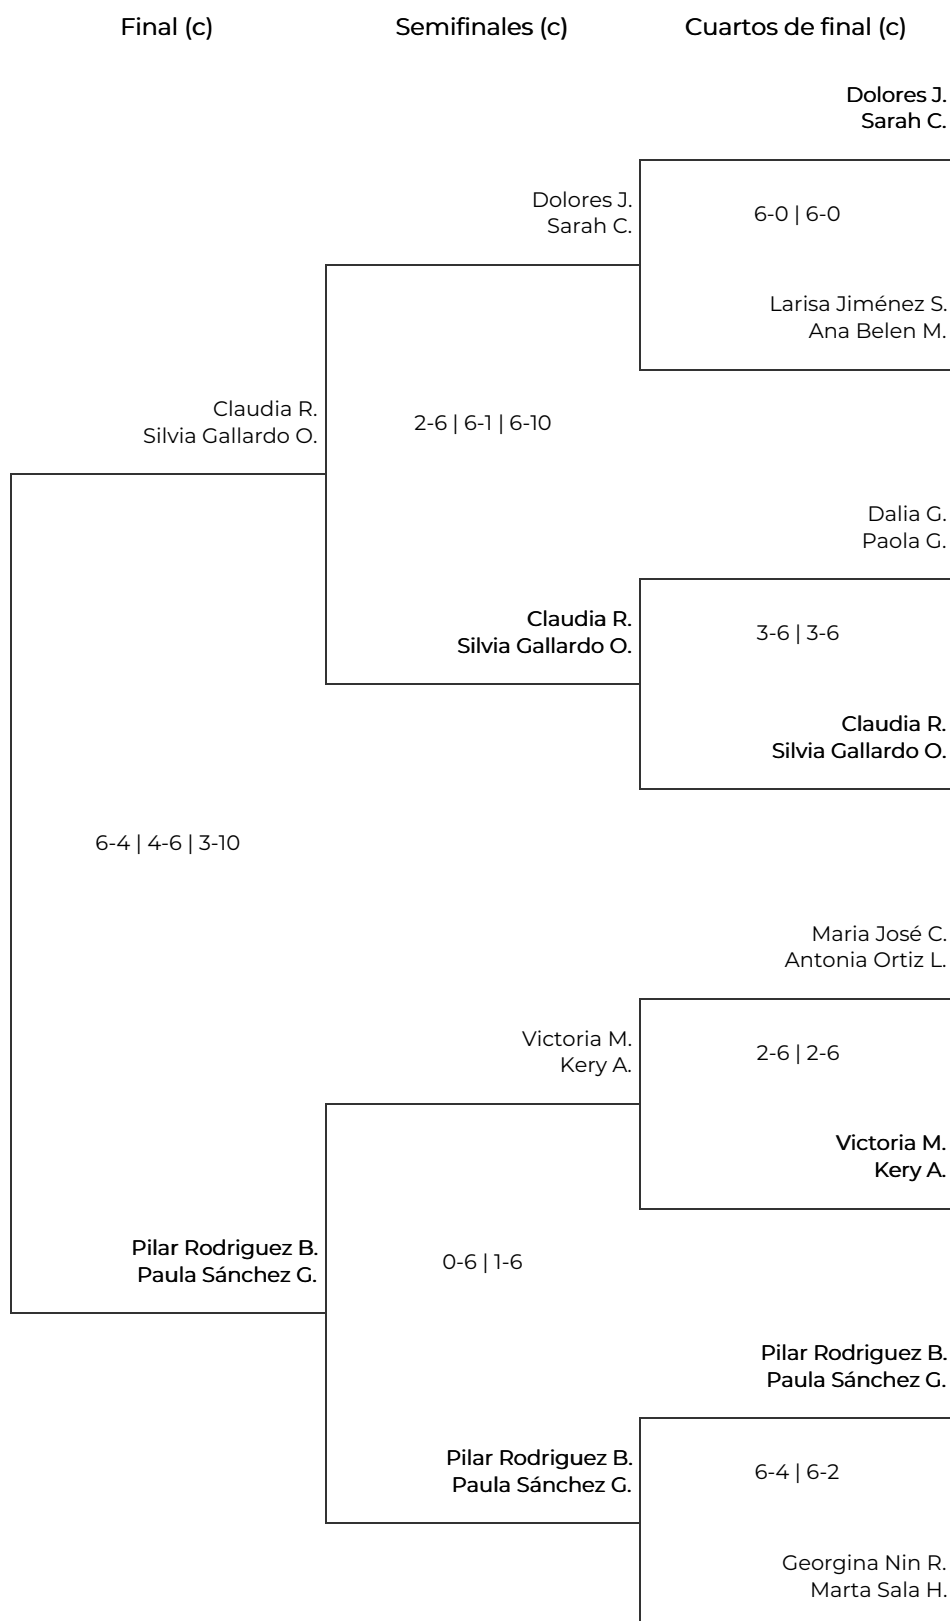 Final (c)
Semifinales (c)
Cuartos de final (c)
Dolores J.
Sarah C.
Dolores J.
Sarah C.
6-0 | 6-0
Larisa Jiménez S.
Ana Belen M.
Claudia R.
Silvia Gallardo O.
2-6 | 6-1 | 6-10
Dalia G.
Paola G.
Claudia R.
Silvia Gallardo O.
3-6 | 3-6
Claudia R.
Silvia Gallardo O.
6-4 | 4-6 | 3-10
Maria José C.
Antonia Ortiz L.
Victoria M.
Kery A.
2-6 | 2-6
Victoria M.
Kery A.
Pilar Rodriguez B.
Paula Sánchez G.
0-6 | 1-6
Pilar Rodriguez B.
Paula Sánchez G.
Pilar Rodriguez B.
Paula Sánchez G.
6-4 | 6-2
Georgina Nin R.
Marta Sala H.